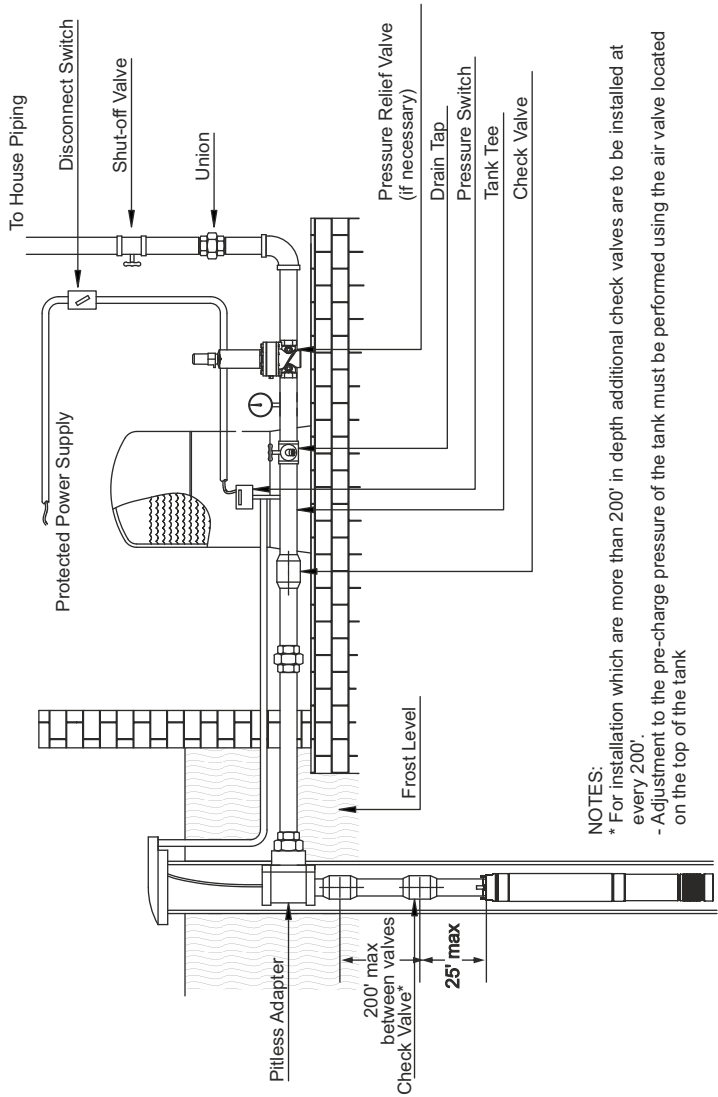 To House Piping
Disconnect Switch
Shut-off Valve
Union
Protected Power Supply
Pressure Relief Valve
(if necessary)
Drain Tap
Pressure Switch
Tank Tee
Check Valve
Frost Level
Pitless Adapter
200' max
between valves
Check Valve*
25' max
NOTES:
* For installation which are more than 200' in depth additional check valves are to be installed at
every 200'.
- Adjustment to the pre-charge pressure of the tank must be performed using the air valve located
on the top of the tank